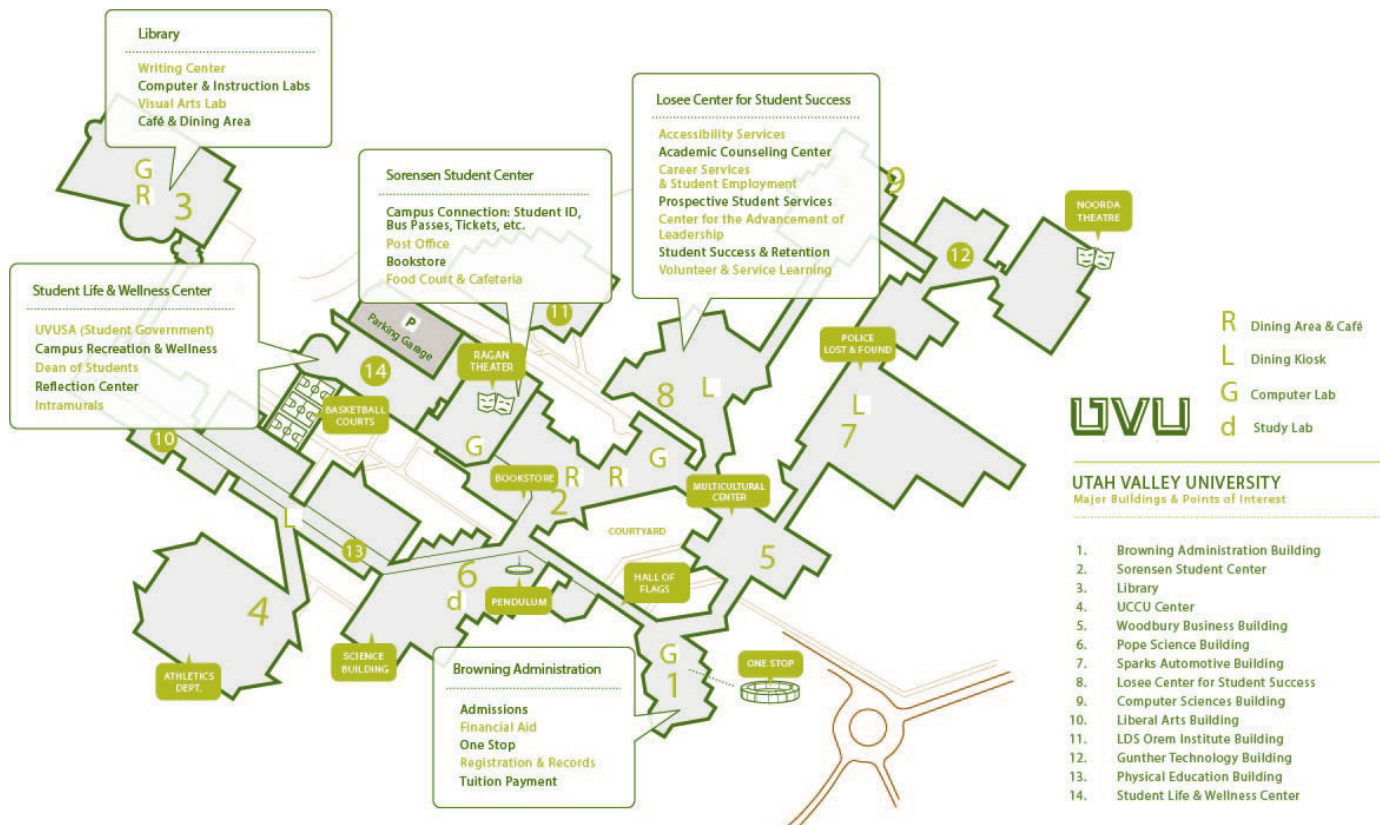 Library
Writing Center
Computer & Instruction Labs
Visual Arts Lab
Café & Dining Area
G
R
3
Student Life & Wellness Center
UVUSA (Student Government)
Campus Recreation & Wellness
Dean of Students
Reflection Center
Intramurals
Sorensen Student Center
Campus Connection: Student ID,
Bus Passes, Tickets, etc.
Post Office
Bookstore
Food Court & Cafeteria
Losee Center for Student Success
Accessibility Services
Academic Counseling Center
Career Services
& Student Employment
Prospective Student Services
Center for the Advancement of
Leadership
Student Success & Retention
Volunteer & Service Learning
9
12
NOORDA
THEATRE
11
P
Parking Garage
14
RAGAN
THEATER
BASKETBALL
COURTS
G
8
L
POLICE
LOST & FOUND
L
7
10
BOOKSTORE
R
R
G
2
MULTICULTURAL
CENTER
COURTYARD
5
L
13
6
d
PENDULUM
HALL OF
FLAGS
4
ATHLETICS
DEPT.
SCIENCE
BUILDING
G
1
ONE STOP
Browning Administration
Admissions
Financial Aid
One Stop
Registration & Records
Tuition Payment
R Dining Area & Café
L Dining Kiosk
G Computer Lab
d Study Lab
UVU
UTAH VALLEY UNIVERSITY
Major Buildings & Points of Interest
1. Browning Administration Building
2. Sorensen Student Center
3. Library
4. UCCU Center
5. Woodbury Business Building
6. Pope Science Building
7. Sparks Automotive Building
8. Losee Center for Student Success
9. Computer Sciences Building
10. Liberal Arts Building
11. LDS Orem Institute Building
12. Gunther Technology Building
13. Physical Education Building
14. Student Life & Wellness Center